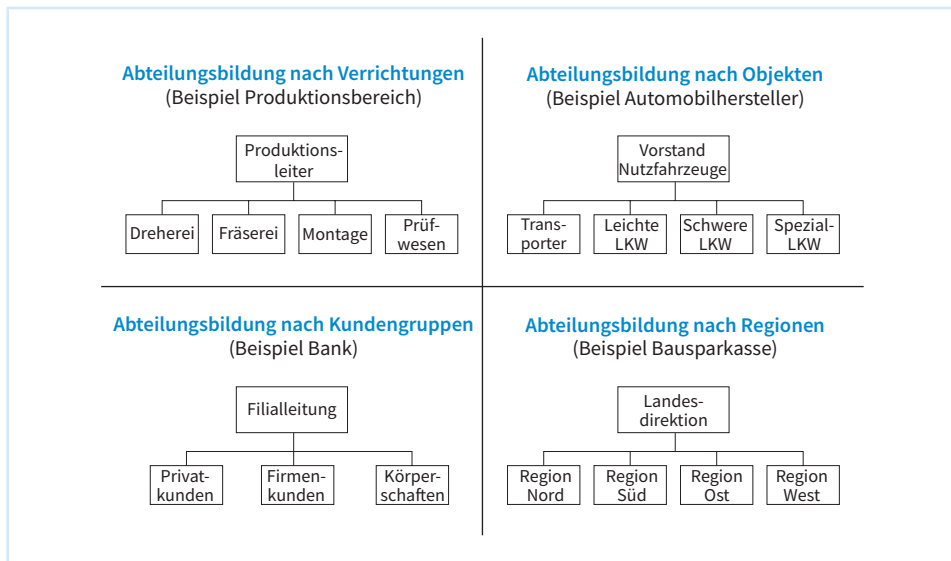 Abteilungsbildung nach Verrichtungen
(Beispiel Produktionsbereich)
Produktions-
leiter
Dreherei
Fräserei
Montage
Prüf-
wesen
Abteilungsbildung nach Objekten
(Beispiel Automobilhersteller)
Vorstand
Nutzfahrzeuge
Trans-
porter
Leichte
LKW
Schwere
LKW
Spezial-
LKW
Abteilungsbildung nach Kundengruppen
(Beispiel Bank)
Filialleitung
Privat-
kunden
Firmen-
kunden
Körper-
schaften
Abteilungsbildung nach Regionen
(Beispiel Bausparkasse)
Landes-
direktion
Region
Nord
Region
Süd
Region
Ost
Region
West